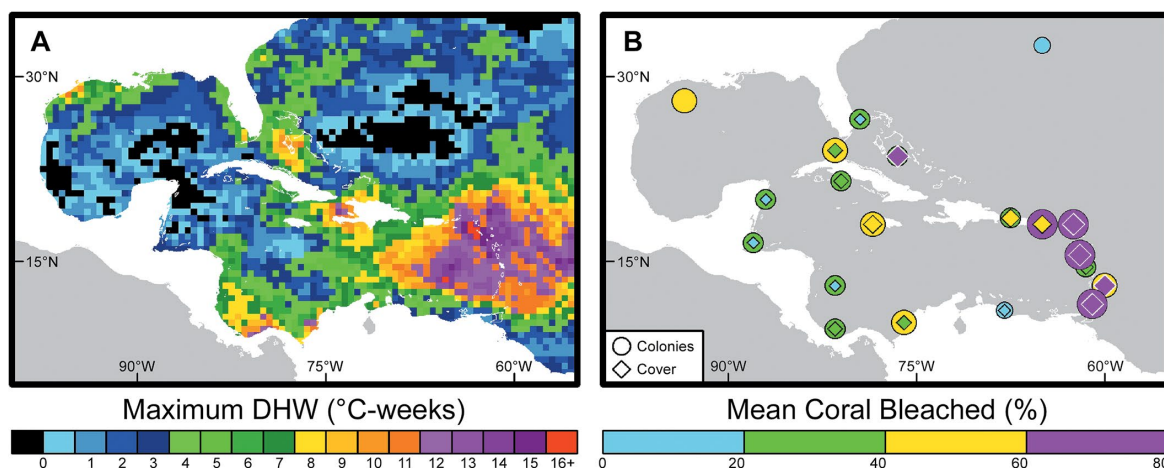 A
B
30°N
15°N
90°W
75°W
60°W
30°N
15°N
90°W
75°W
60°W
Colonies
Cover
Maximum DHW (°C-weeks)
0 1 2 3 4 5 6 7 8 9 10 11 12 13 14 15 16+
Mean Coral Bleached (%)
0 20 40 60 80